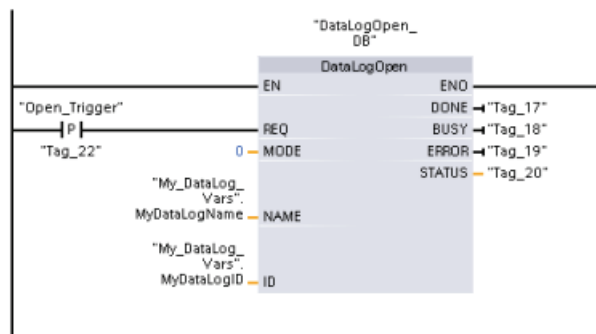 "DataLogOpen_
DB"
DataLogOpen
EN
ENO
"Open_Trigger"
DONE
"Tag_17"
P
REQ
BUSY
"Tag_18"
"Tag_22"
0
MODE
ERROR
"Tag_19"
STATUS
"Tag_20"
"My_DataLog_
Vars".
MyDataLogName
NAME
"My_DataLog_
Vars".
MyDataLogID
ID